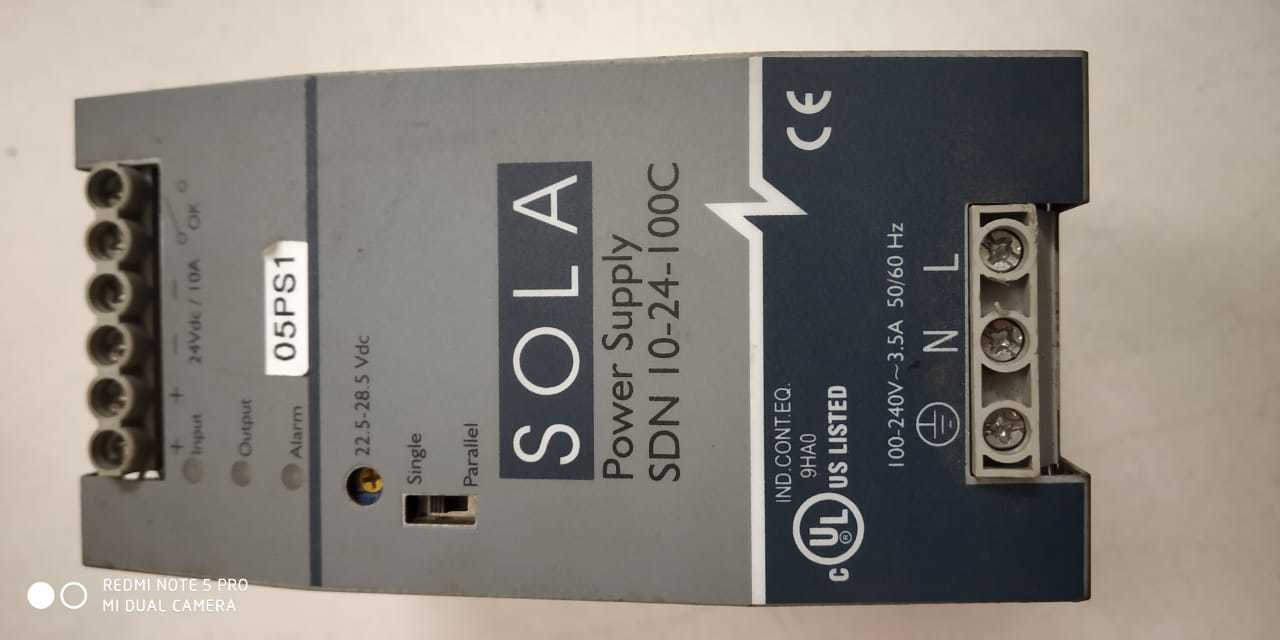 + + − − OK
24Vdc / 10A
Input
Output
Alarm
05PS1
22.5-28.5 Vdc
Single
Parallel
SOLA
Power Supply
SDN 10-24-100C
CE
IND.CONT.EQ.
9HA0
c UL® US LISTED
100-240V~3.5A 50/60 Hz
N L
REDMI NOTE 5 PRO
MI DUAL CAMERA